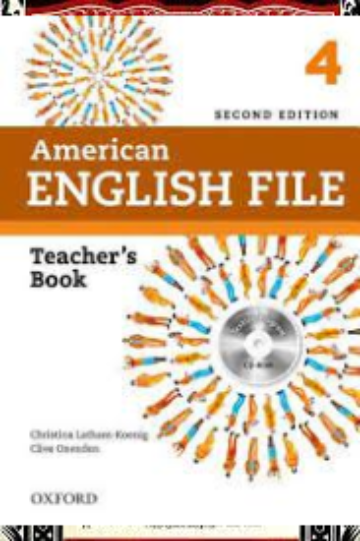 4
SECOND EDITION
American
ENGLISH FILE
Teacher's
Book
CD-ROM
Christina Latham-Koenig
Clive Oxenden
OXFORD